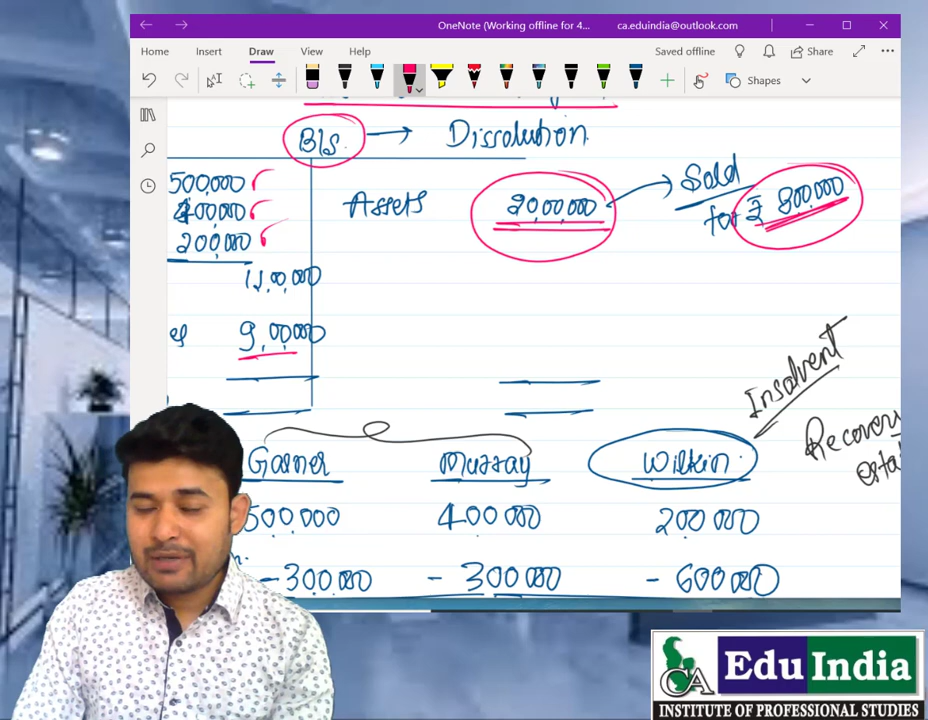 OneNote (Working offline for 4...
ca.eduindia@outlook.com
Home Insert Draw View Help
Saved offline
Share
Shapes
B/S. → Dissolution
500,000
400,000
200,000
Assets
20,00,000
Sold
for ₹ 800,000
11,00,000
9,00,000
Insolvent
Recovery
esta
Garner Murray Wilkin
500,000 400 000 200 000
- 300,000 - 300 000 - 600 000
CA
Edu India
INSTITUTE OF PROFESSIONAL STUDIES